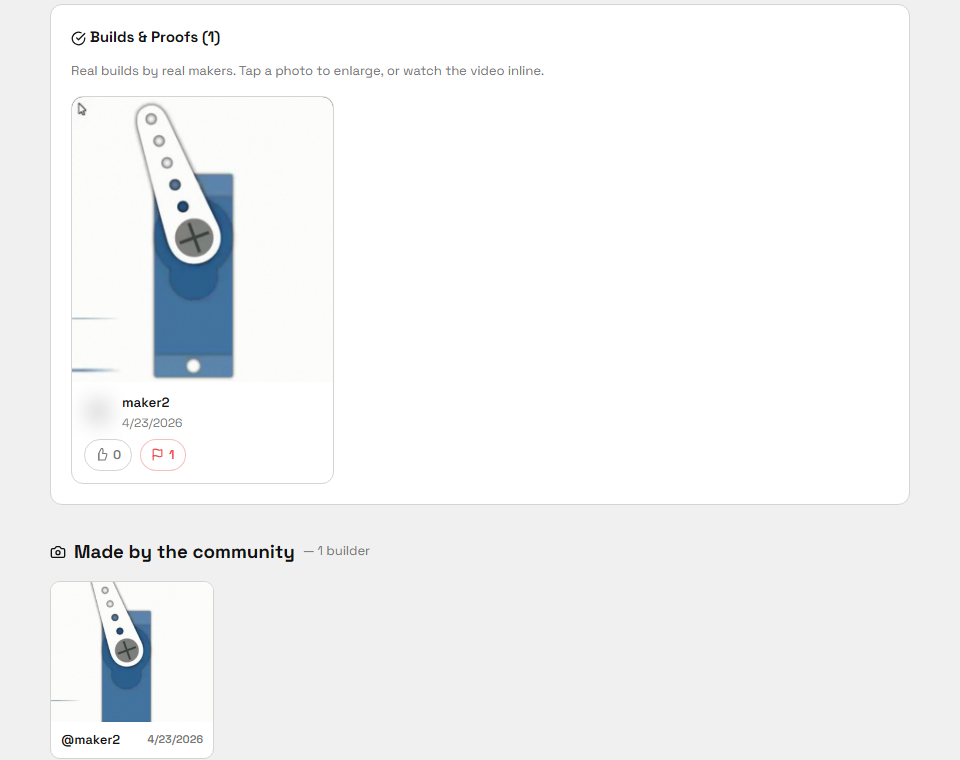 Builds & Proofs (1)
Real builds by real makers. Tap a photo to enlarge, or watch the video inline.
maker2
4/23/2026
0
1
Made by the community — 1 builder
@maker2 4/23/2026